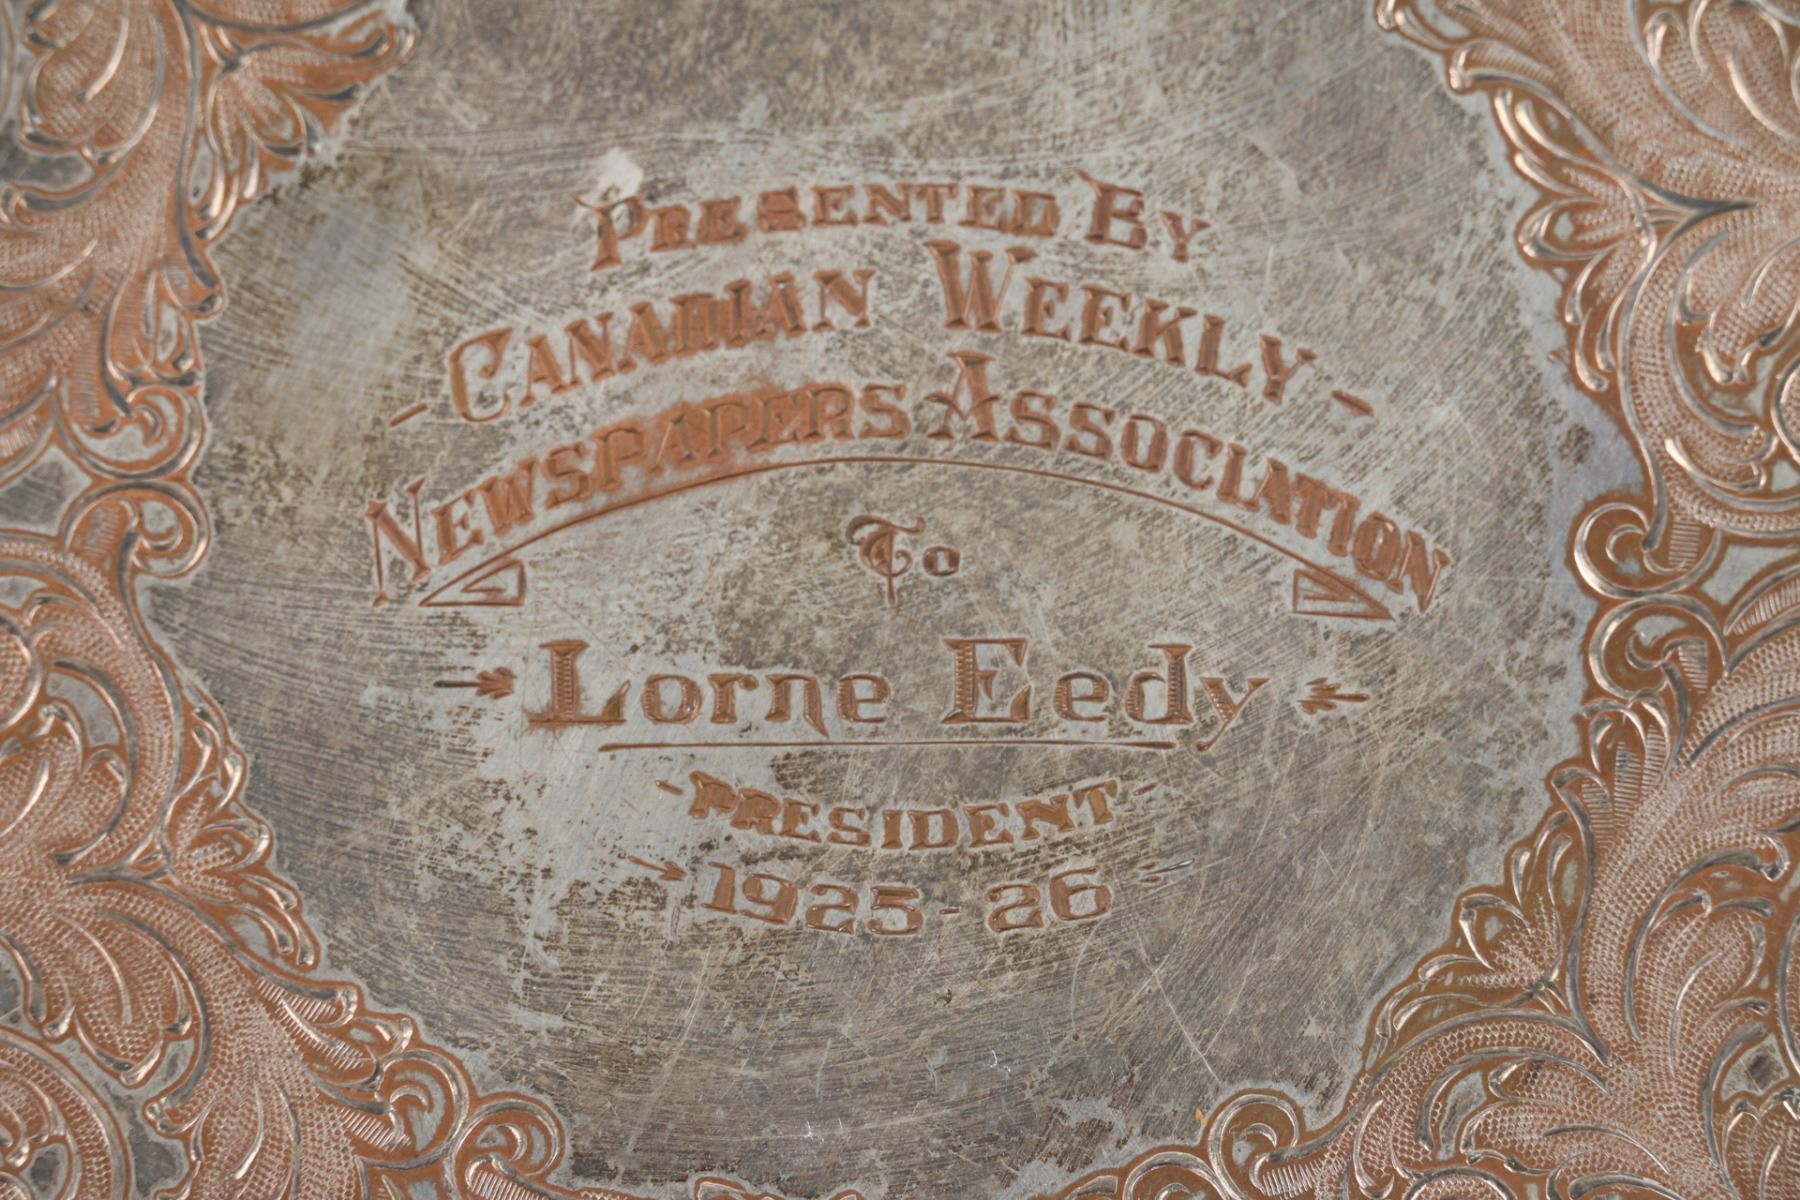 PRESENTED BY
CANADIAN WEEKLY-
NEWSPAPERS ASSOCIATION
To
Lorne Eedy
-PRESIDENT-
1925-26